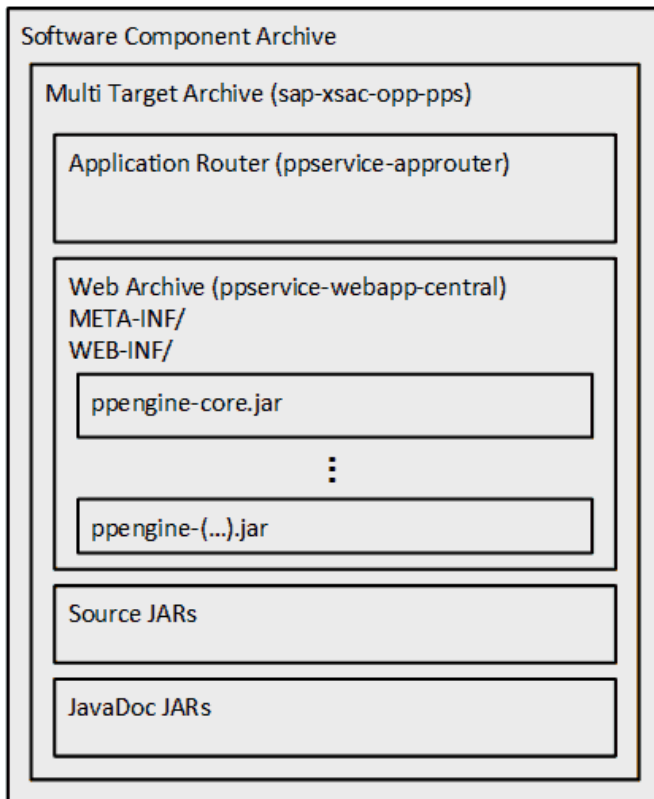 Software Component Archive
Multi Target Archive (sap-xsac-opp-pps)
Application Router (ppservice-approuter)
Web Archive (ppservice-webapp-central)
META-INF/
WEB-INF/
ppengine-core.jar
⋮
ppengine-(...).jar
Source JARs
JavaDoc JARs